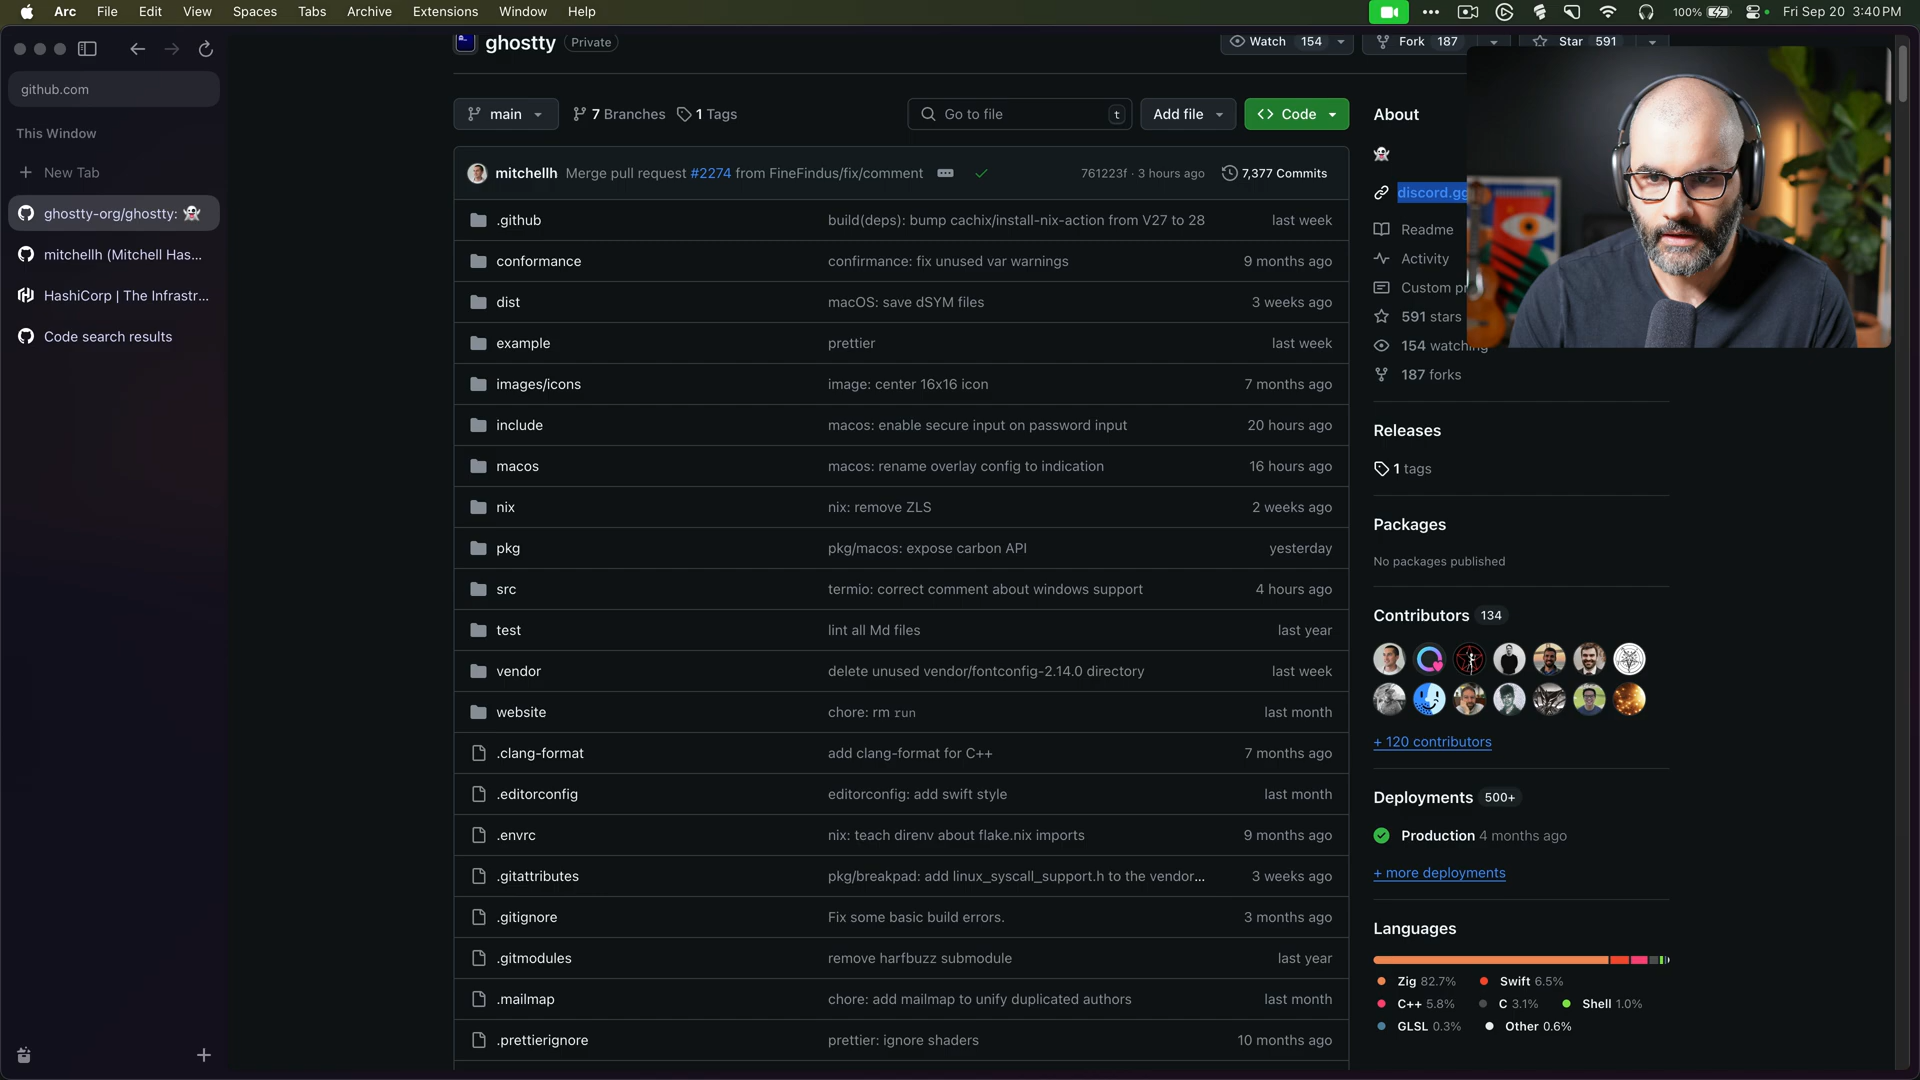 Arc File Edit View Spaces Tabs Archive Extensions Window Help 100% Fri Sep 20 3:40 PM
github.com
This Window
New Tab
ghostty-org/ghostty: 👻
mitchellh (Mitchell Has...
HashiCorp | The Infrastr...
Code search results
ghostty Private
Watch 154 Fork 187 Star 591
main 7 Branches 1 Tags Go to file t Add file Code
mitchellh Merge pull request #2274 from FineFindus/fix/comment 761223f · 3 hours ago 7,377 Commits
.github build(deps): bump cachix/install-nix-action from V27 to 28 last week
conformance confirmance: fix unused var warnings 9 months ago
dist macOS: save dSYM files 3 weeks ago
example prettier last week
images/icons image: center 16x16 icon 7 months ago
include macos: enable secure input on password input 20 hours ago
macos macos: rename overlay config to indication 16 hours ago
nix nix: remove ZLS 2 weeks ago
pkg pkg/macos: expose carbon API yesterday
src termio: correct comment about windows support 4 hours ago
test lint all Md files last year
vendor delete unused vendor/fontconfig-2.14.0 directory last week
website chore: rm run last month
.clang-format add clang-format for C++ 7 months ago
.editorconfig editorconfig: add swift style last month
.envrc nix: teach direnv about flake.nix imports 9 months ago
.gitattributes pkg/breakpad: add linux_syscall_support.h to the vendor... 3 weeks ago
.gitignore Fix some basic build errors. 3 months ago
.gitmodules remove harfbuzz submodule last year
.mailmap chore: add mailmap to unify duplicated authors last month
.prettierignore prettier: ignore shaders 10 months ago
About
👻
discord.gg
Readme
Activity
Custom pr
591 stars
154 watching
187 forks
Releases
1 tags
Packages
No packages published
Contributors 134
+ 120 contributors
Deployments 500+
Production 4 months ago
+ more deployments
Languages
Zig 82.7% Swift 6.5%
C++ 5.8% C 3.1% Shell 1.0%
GLSL 0.3% Other 0.6%